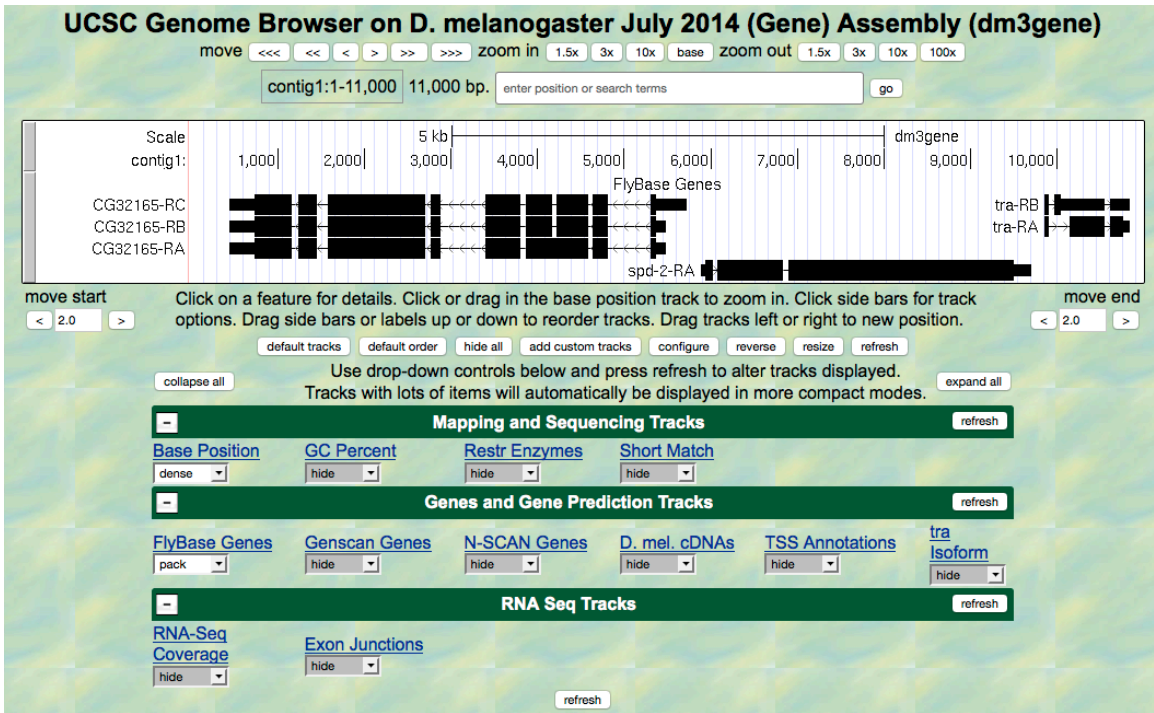 UCSC Genome Browser on D. melanogaster July 2014 (Gene) Assembly (dm3gene)
move <<< << < > >> >>> zoom in 1.5x 3x 10x base zoom out 1.5x 3x 10x 100x
contig1:1-11,000 11,000 bp. enter position or search terms go
Scale 5 kb dm3gene
contig1: 1,000 2,000 3,000 4,000 5,000 6,000 7,000 8,000 9,000 10,000
FlyBase Genes
CG32165-RC tra-RB
CG32165-RB tra-RA
CG32165-RA
spd-2-RA
move start Click on a feature for details. Click or drag in the base position track to zoom in. Click side bars for track move end
< 2.0 > options. Drag side bars or labels up or down to reorder tracks. Drag tracks left or right to new position. < 2.0 >
default tracks default order hide all add custom tracks configure reverse resize refresh
collapse all Use drop-down controls below and press refresh to alter tracks displayed. expand all
Tracks with lots of items will automatically be displayed in more compact modes.
- Mapping and Sequencing Tracks refresh
Base Position GC Percent Restr Enzymes Short Match
dense hide hide hide
- Genes and Gene Prediction Tracks refresh
FlyBase Genes Genscan Genes N-SCAN Genes D. mel. cDNAs TSS Annotations tra Isoform
pack hide hide hide hide hide
- RNA Seq Tracks refresh
RNA-Seq Coverage Exon Junctions
hide hide
refresh